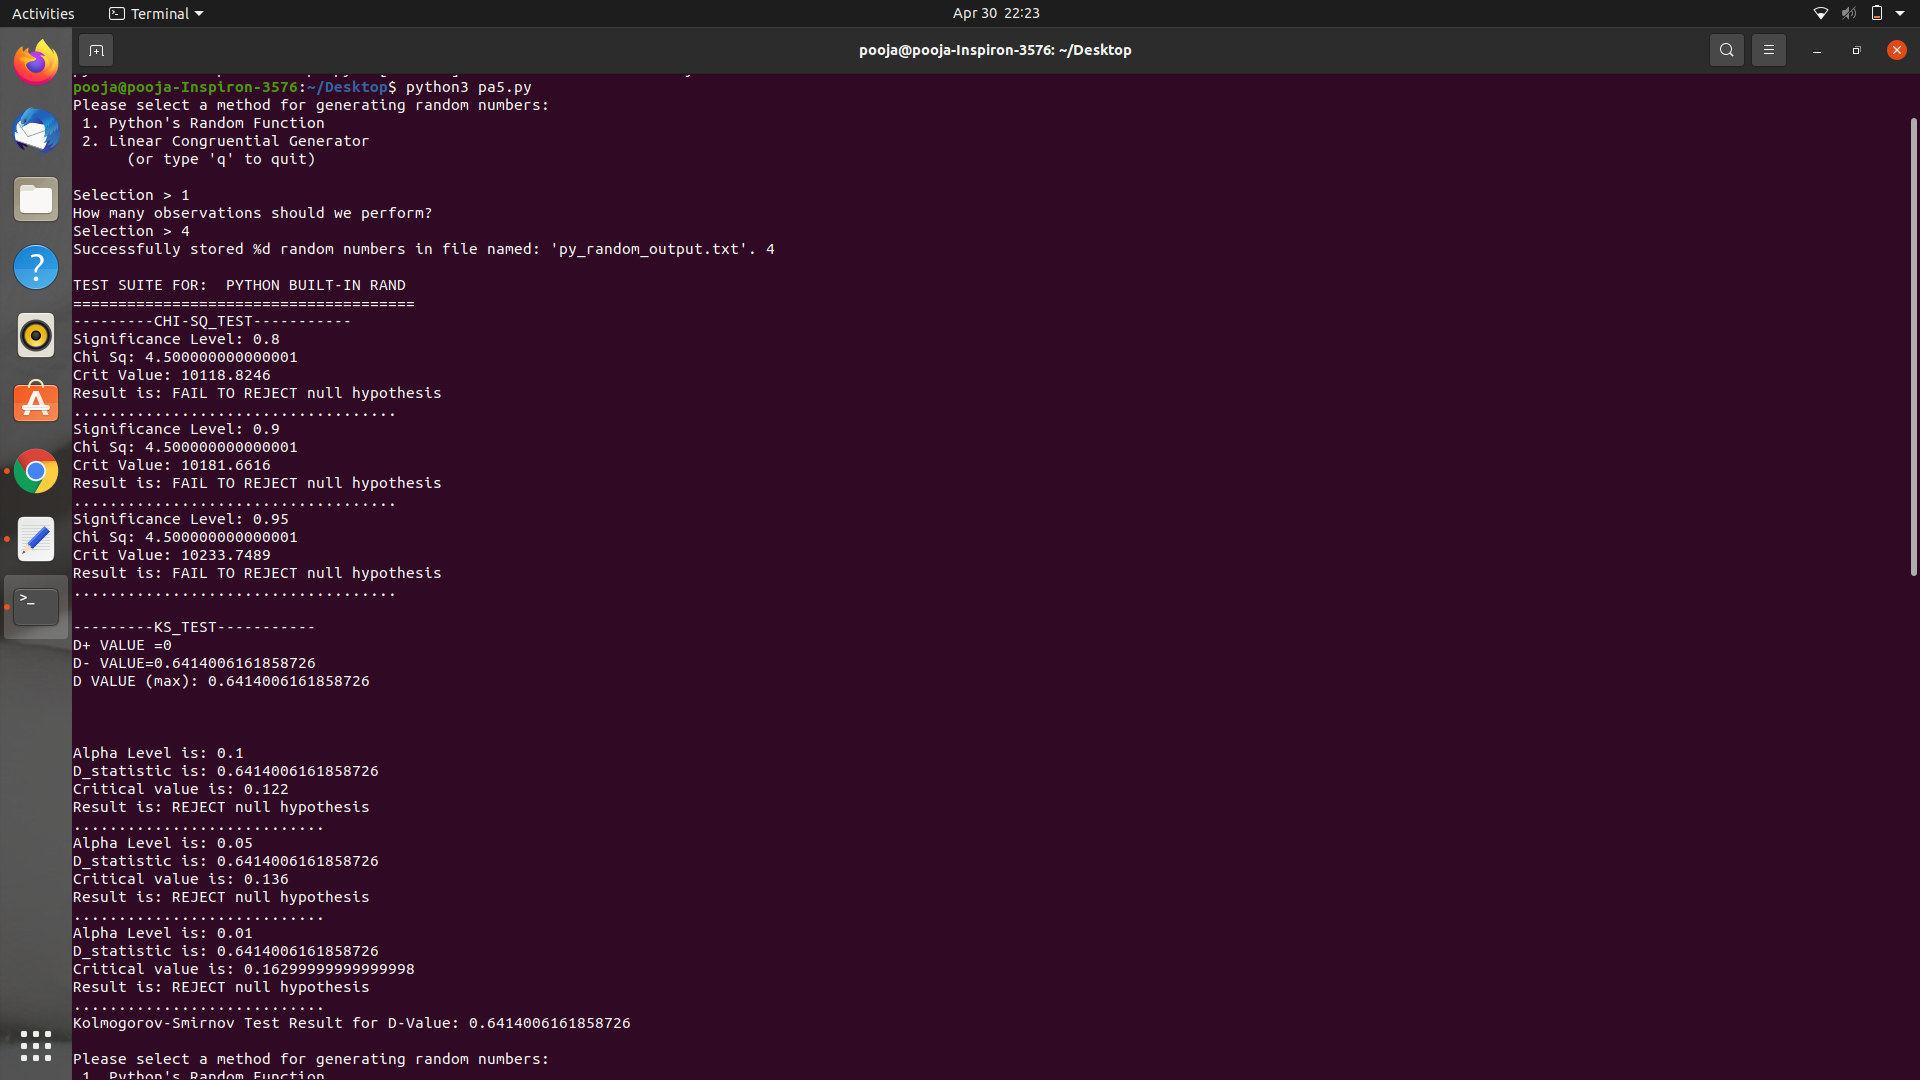 Activities
Terminal
Apr 30 22:23
pooja@pooja-Inspiron-3576: ~/Desktop
pooja@pooja-Inspiron-3576:~/Desktop$ python3 pa5.py
Please select a method for generating random numbers:
 1. Python's Random Function
 2. Linear Congruential Generator
      (or type 'q' to quit)
Selection > 1
How many observations should we perform?
Selection > 4
Successfully stored %d random numbers in file named: 'py_random_output.txt'. 4
TEST SUITE FOR:  PYTHON BUILT-IN RAND
======================================
---------CHI-SQ_TEST-----------
Significance Level: 0.8
Chi Sq: 4.500000000000001
Crit Value: 10118.8246
Result is: FAIL TO REJECT null hypothesis
....................................
Significance Level: 0.9
Chi Sq: 4.500000000000001
Crit Value: 10181.6616
Result is: FAIL TO REJECT null hypothesis
....................................
Significance Level: 0.95
Chi Sq: 4.500000000000001
Crit Value: 10233.7489
Result is: FAIL TO REJECT null hypothesis
....................................
---------KS_TEST-----------
D+ VALUE =0
D- VALUE=0.6414006161858726
D VALUE (max): 0.6414006161858726
Alpha Level is: 0.1
D_statistic is: 0.6414006161858726
Critical value is: 0.122
Result is: REJECT null hypothesis
............................
Alpha Level is: 0.05
D_statistic is: 0.6414006161858726
Critical value is: 0.136
Result is: REJECT null hypothesis
............................
Alpha Level is: 0.01
D_statistic is: 0.6414006161858726
Critical value is: 0.16299999999999998
Result is: REJECT null hypothesis
............................
Kolmogorov-Smirnov Test Result for D-Value: 0.6414006161858726
Please select a method for generating random numbers:
 1. Python's Random Function